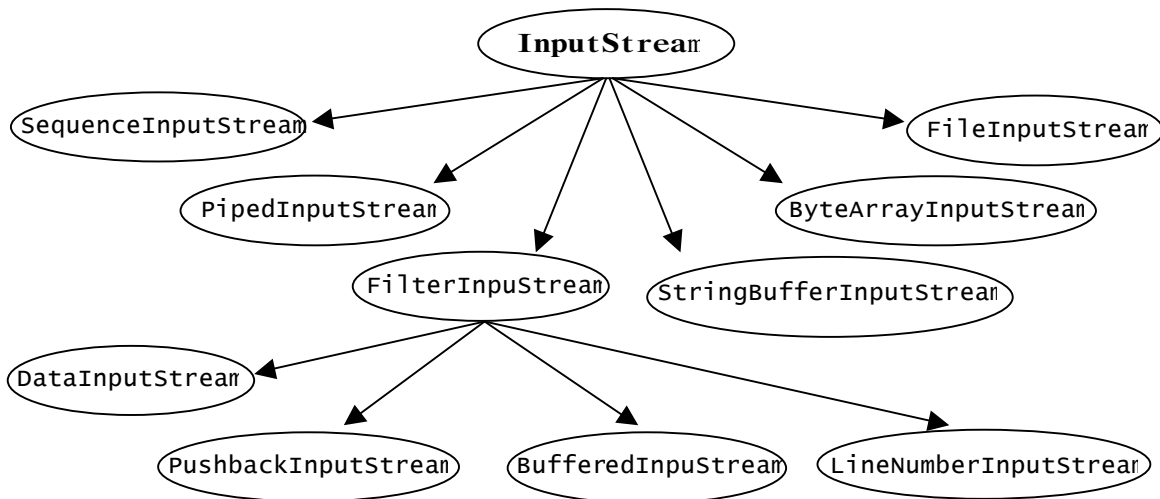 InputStream
SequenceInputStream
FileInputStream
PipedInputStream
ByteArrayInputStream
FilterInpuStream
StringBufferInputStream
DataInputStream
PushbackInputStream
BufferedInpuStream
LineNumberInputStream